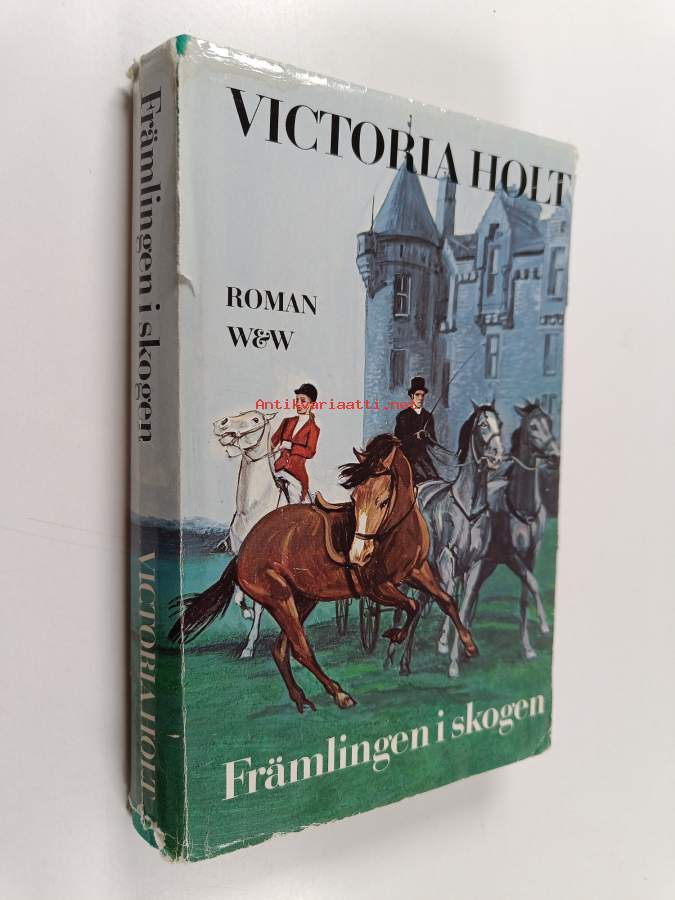 Främlingen i skogen
VICTORIA HOLT
VICTORIA HOLT
ROMAN
W&W
Antikvariaatti.net
Främlingen i skogen